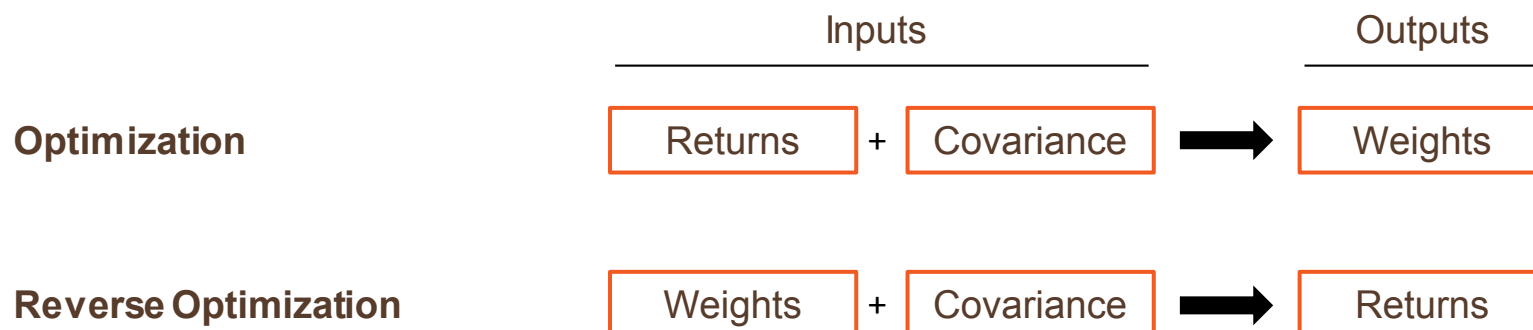 Inputs Outputs
Optimization Returns + Covariance Weights
Reverse Optimization Weights + Covariance Returns